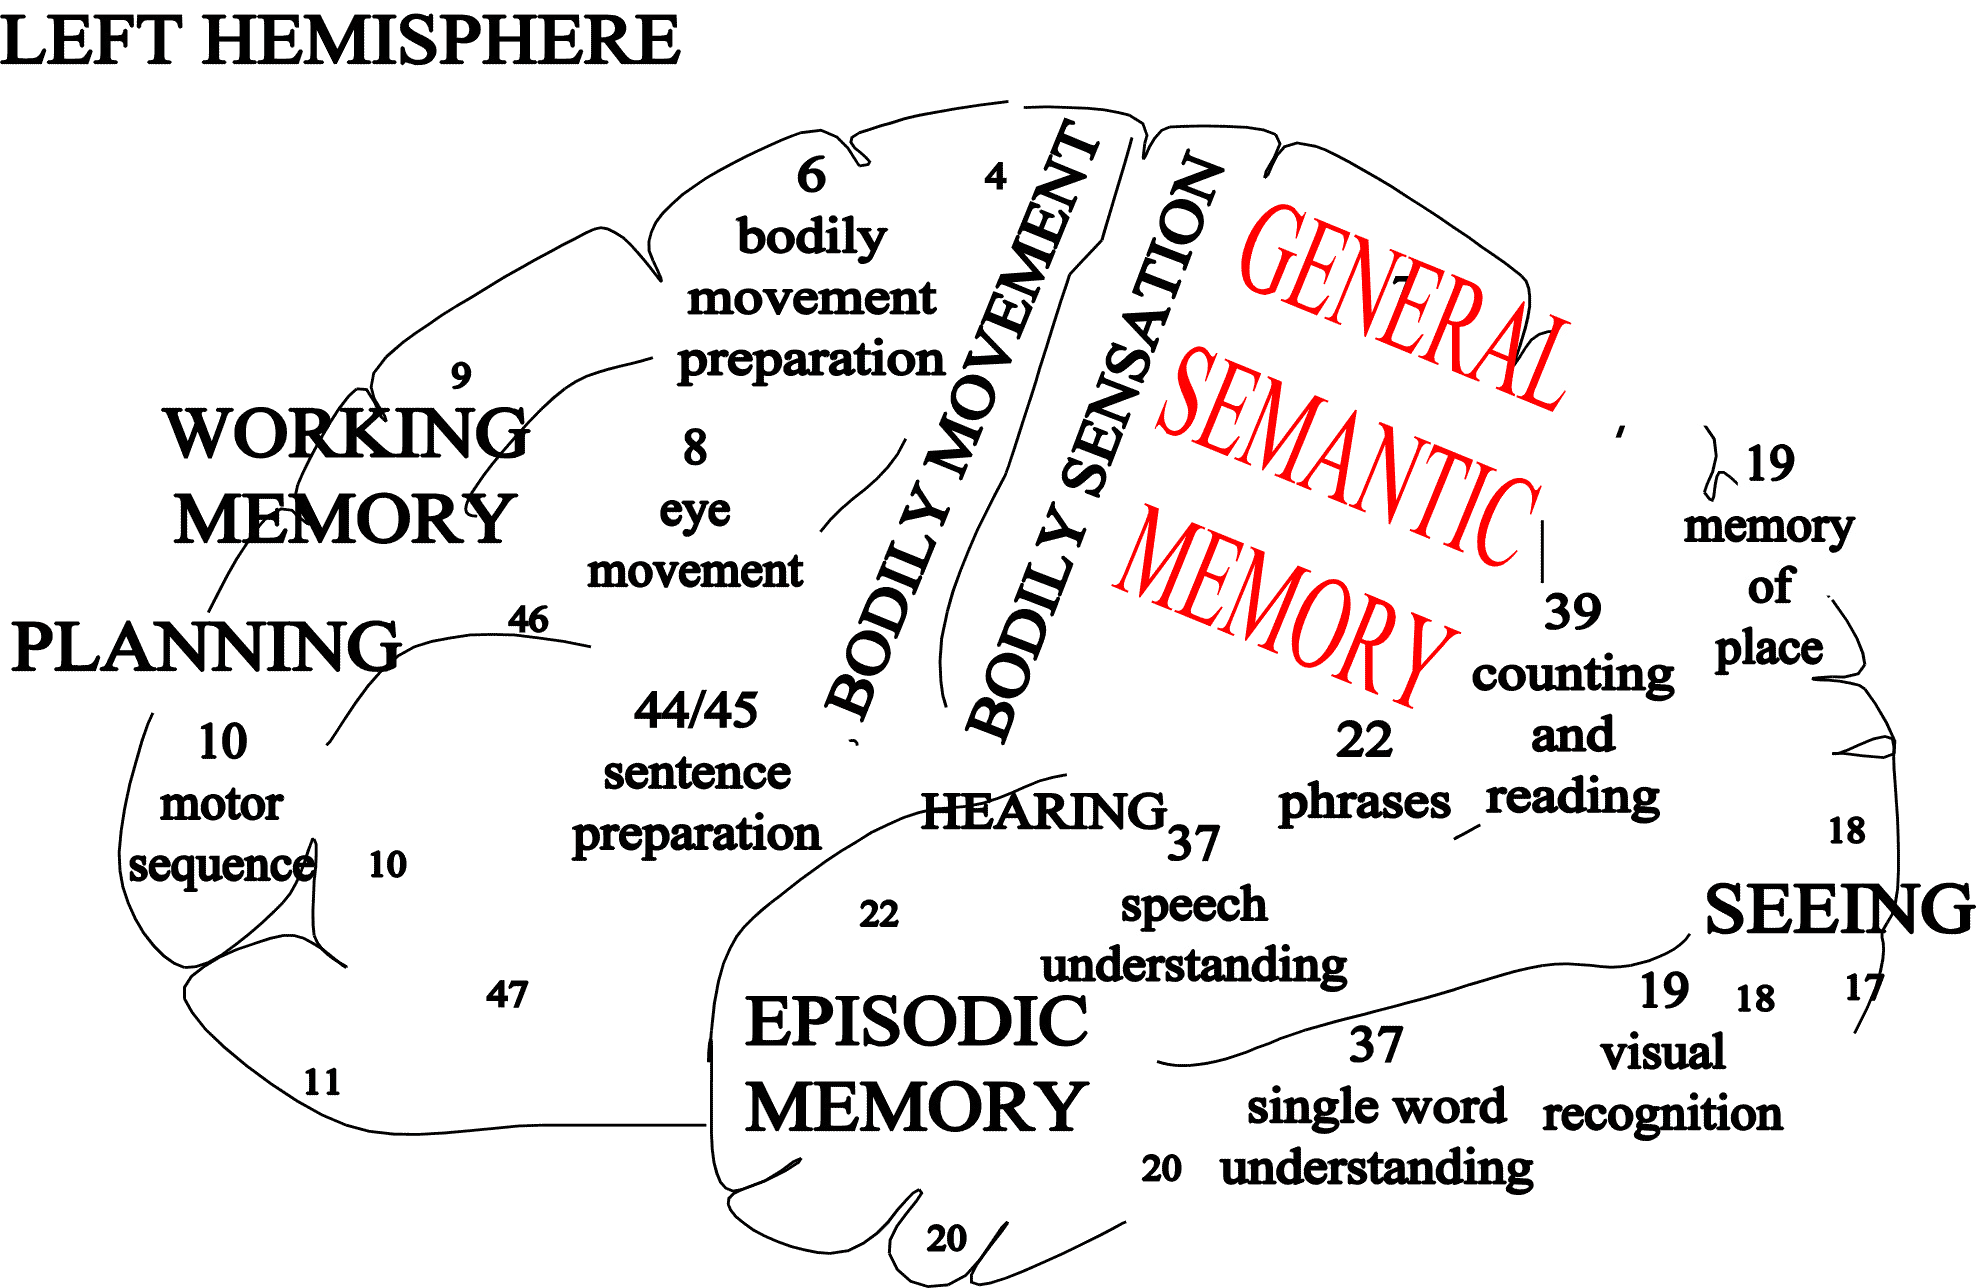 LEFT HEMISPHERE
6
bodily
movement
preparation
4
BODILY MOVEMENT
BODILY SENSATION
GENERAL
SEMANTIC
MEMORY
9
WORKING
MEMORY
8
eye
movement
19
memory
of
place
PLANNING
46
39
counting
and
reading
10
motor
sequence
44/45
sentence
preparation
22
phrases
HEARING
37
speech
understanding
10
22
18
SEEING
47
EPISODIC
MEMORY
19
visual
recognition
18
17
37
single word
understanding
11
20
20